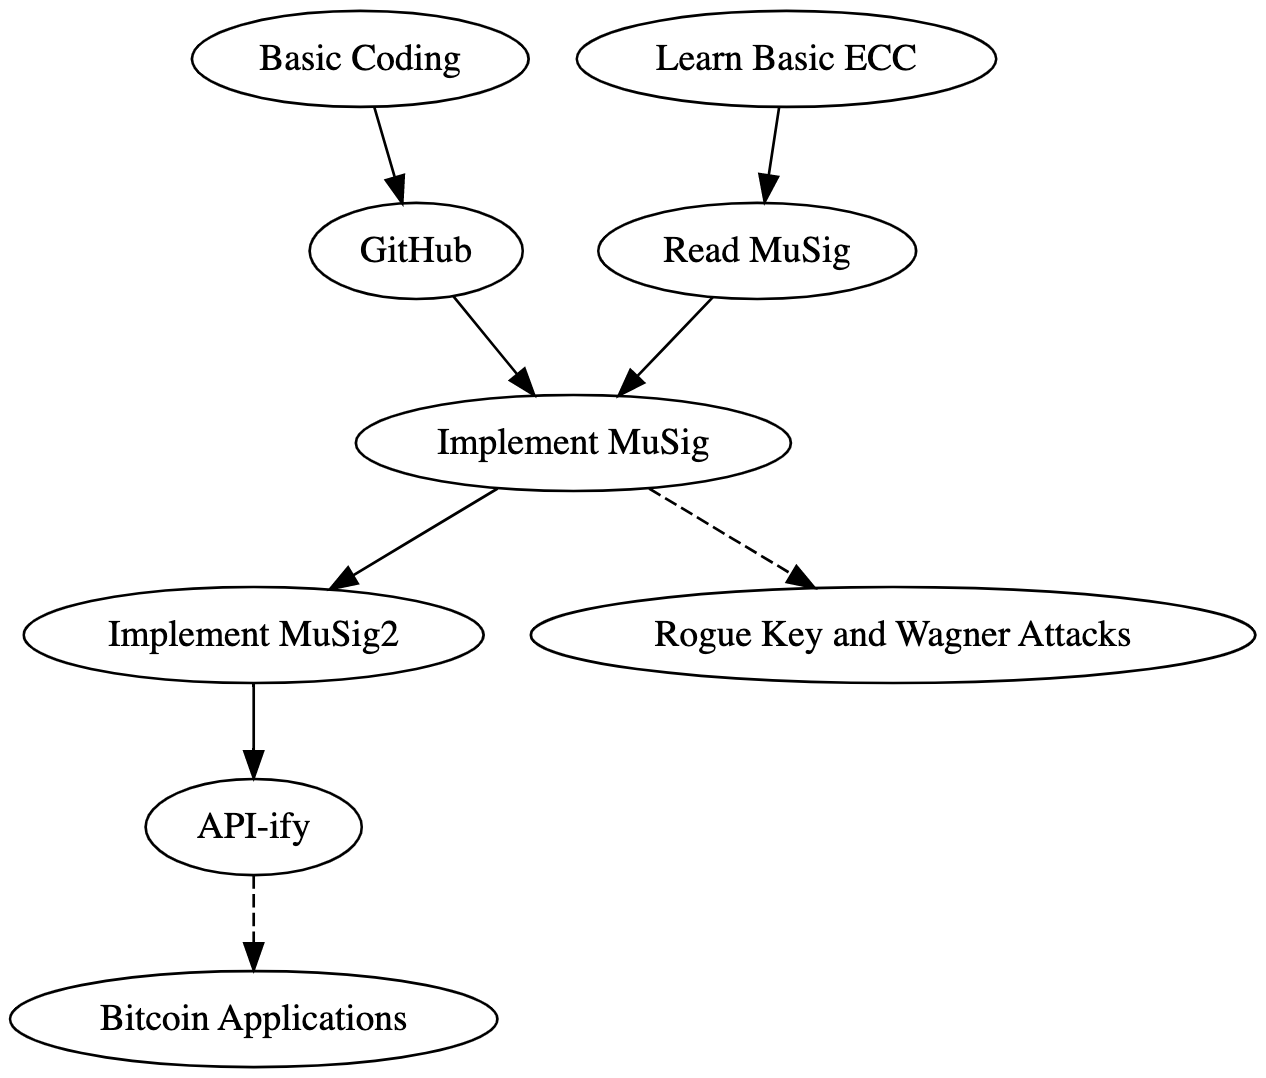 Basic Coding
Learn Basic ECC
GitHub
Read MuSig
Implement MuSig
Implement MuSig2
Rogue Key and Wagner Attacks
API-ify
Bitcoin Applications